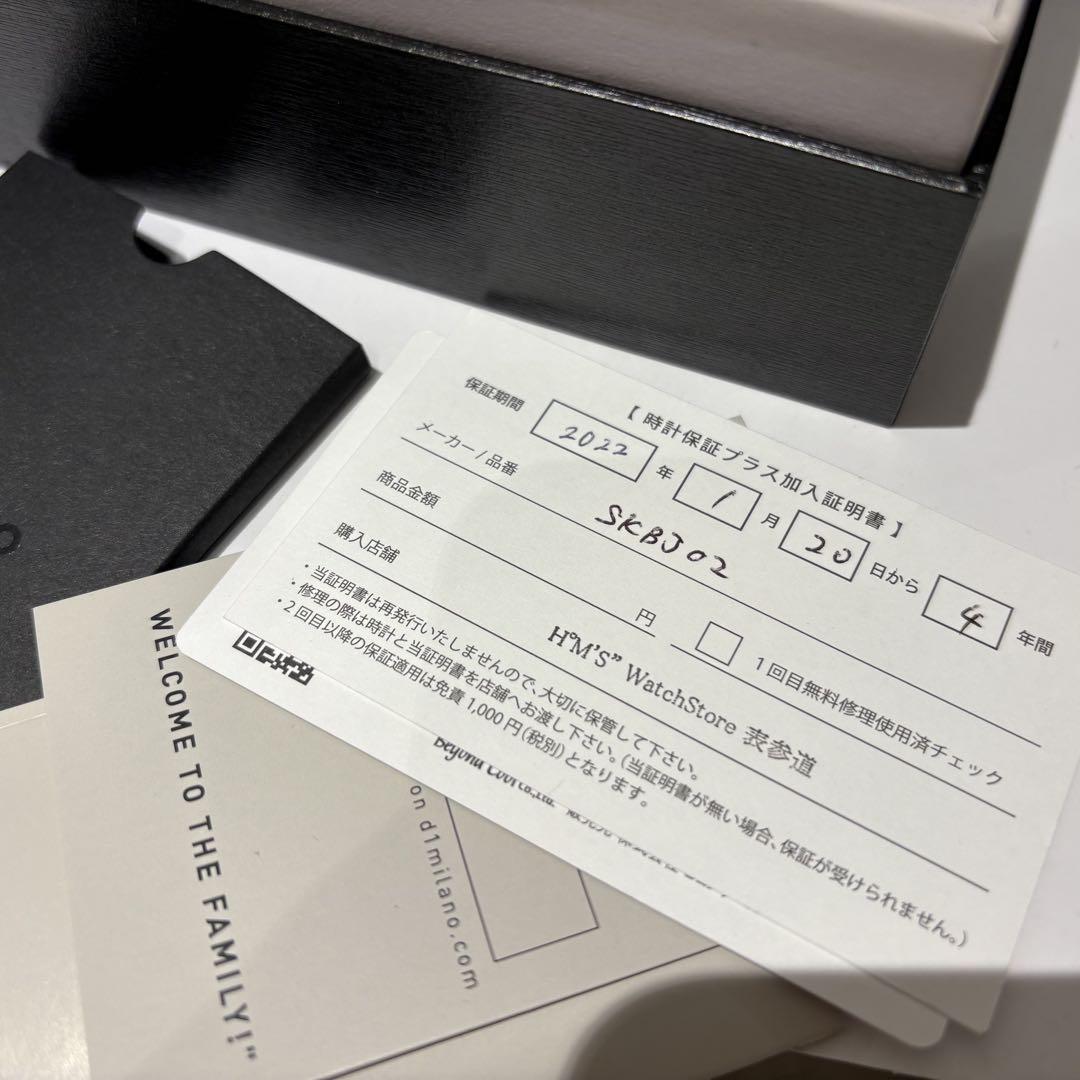 【 時計保証プラス加入証明書 】
保証期間 2022 年 1 月 20 日から 4 年間
メーカー / 品番 SKBJ02
商品金額 円 1回目無料修理使用済チェック
購入店舗 H°M'S” WatchStore 表参道
・当証明書は再発行いたしませんので、大切に保管して下さい。
・修理の際は時計と当証明書を店舗へお渡し下さい。(当証明書が無い場合、保証が受けられません。)
・2回目以降の保証適用は免責1,000円(税別)となります。
Beyond Cool Co.,Ltd.
on d1milano.com
WELCOME TO THE FAMILY!"